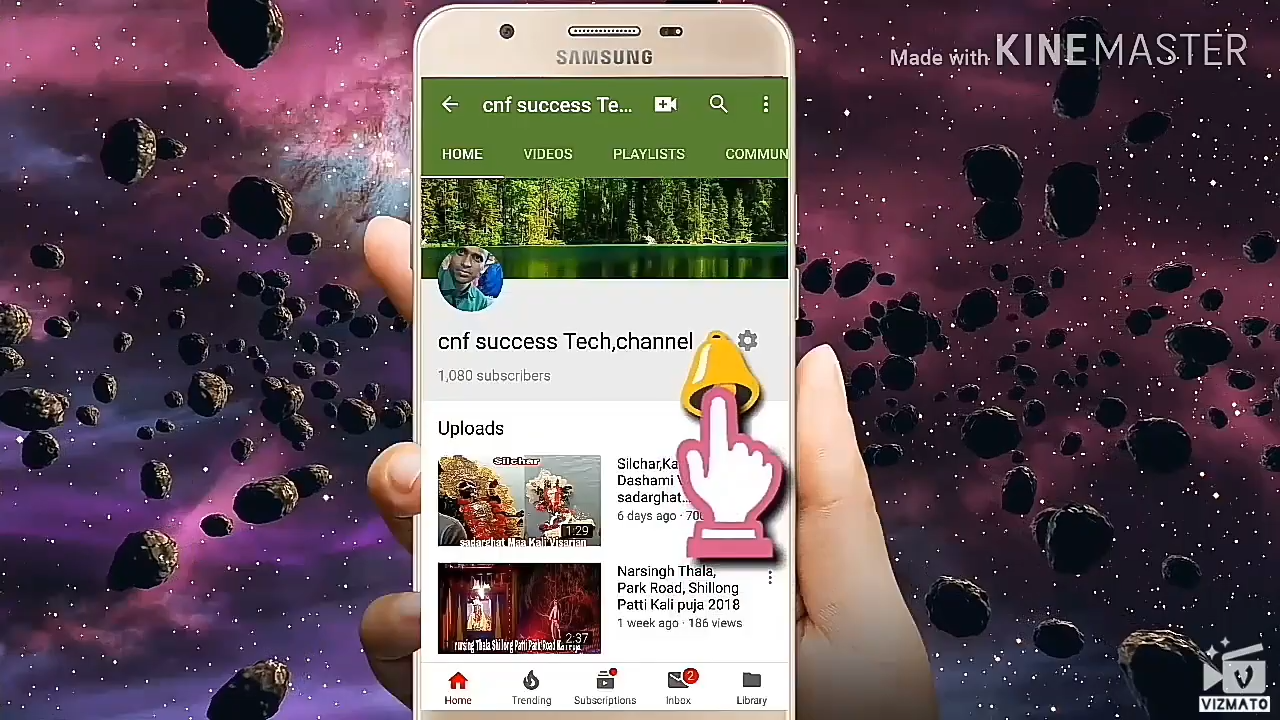 Made with KINEMASTER
SAMSUNG
cnf success Te...
HOME VIDEOS PLAYLISTS COMMUN
cnf success Tech,channel
1,080 subscribers
Uploads
Silchar
1:29
sadarghat Maa Kali Visarjan
Silchar,Ka
Dashami
sadarghat...
6 days ago · 70
2:37
Narsingh Thala,
Park Road, Shillong
Patti Kali puja 2018
1 week ago · 186 views
2
Home Trending Subscriptions Inbox Library
VIZMATO